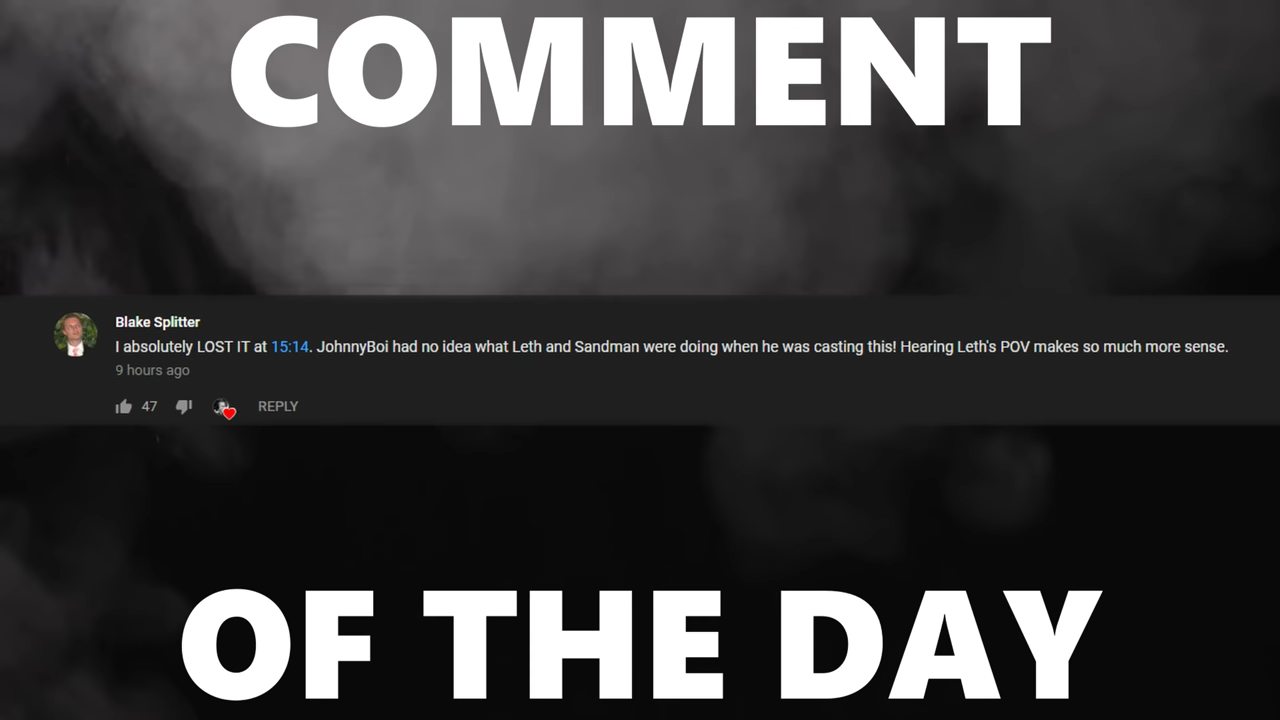 COMMENT
Blake Splitter
I absolutely LOST IT at 15:14. JohnnyBoi had no idea what Leth and Sandman were doing when he was casting this! Hearing Leth's POV makes so much more sense.
9 hours ago
47 REPLY
OF THE DAY